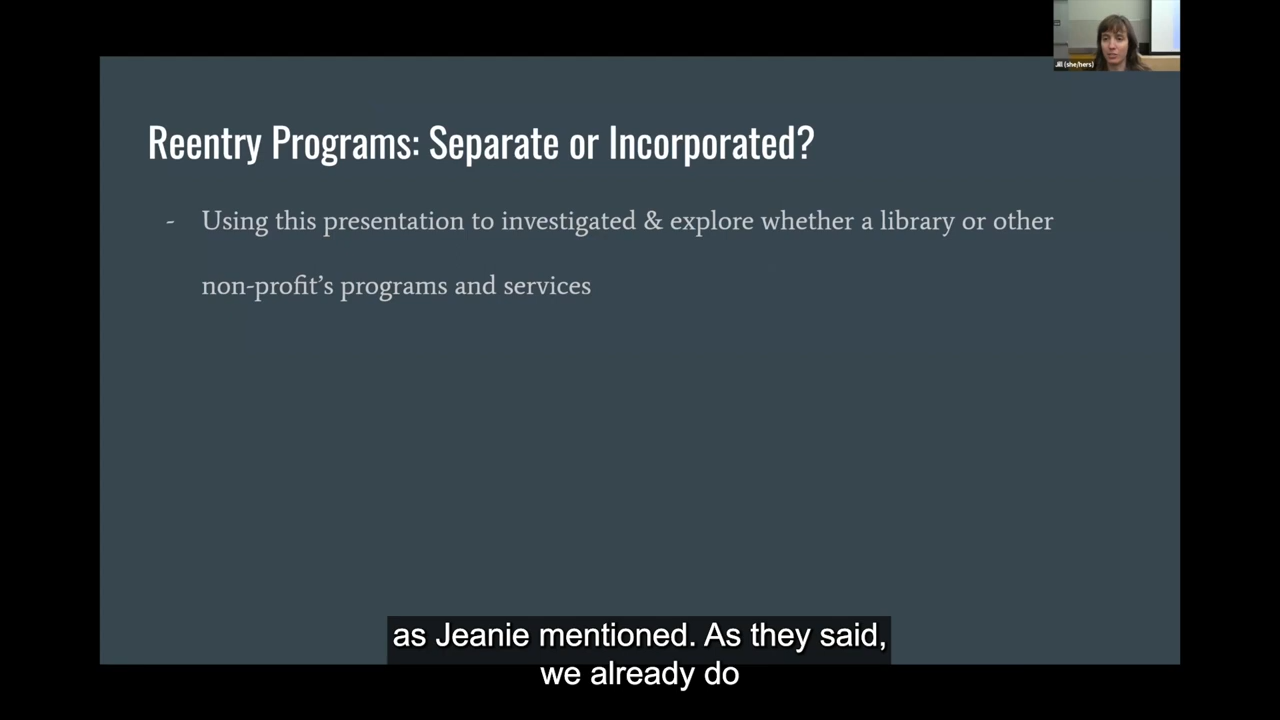 Jill (she/hers)
Reentry Programs: Separate or Incorporated?
- Using this presentation to investigated & explore whether a library or other
non-profit’s programs and services
as Jeanie mentioned. As they said,
we already do